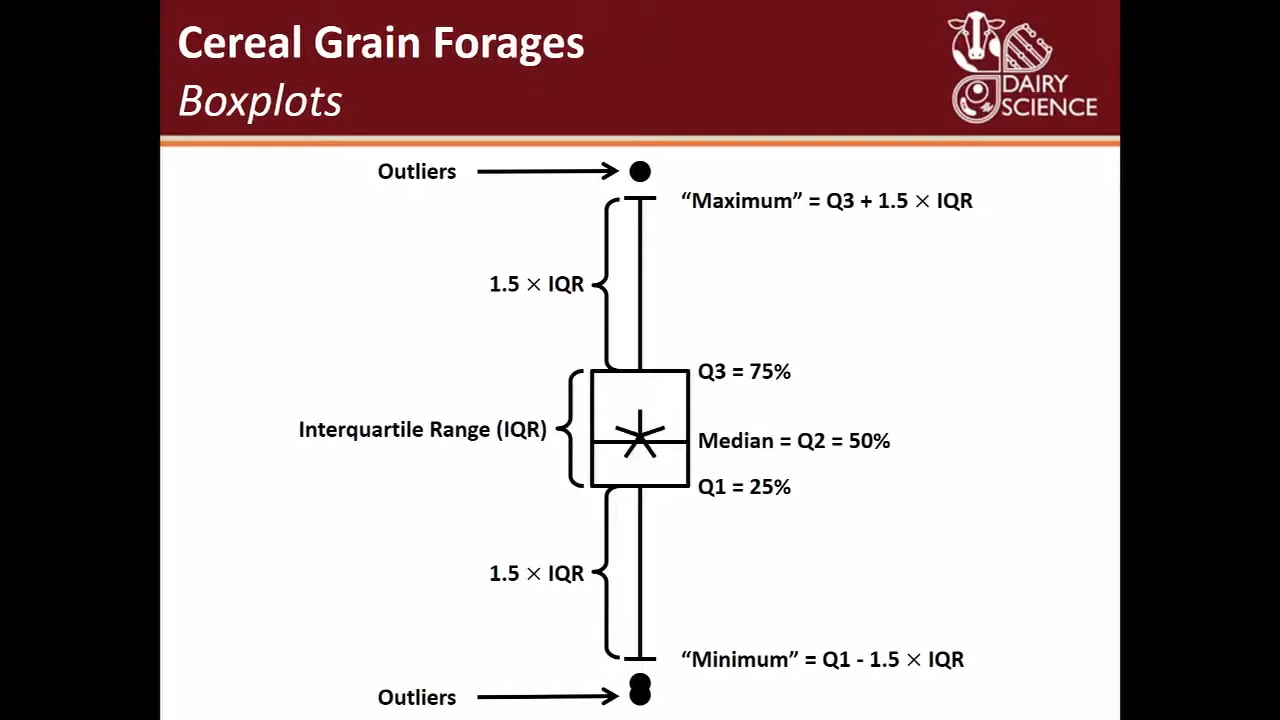 Cereal Grain Forages
Boxplots
DAIRY
SCIENCE
Outliers
“Maximum” = Q3 + 1.5 × IQR
1.5 × IQR
Q3 = 75%
Interquartile Range (IQR)
Median = Q2 = 50%
Q1 = 25%
1.5 × IQR
“Minimum” = Q1 - 1.5 × IQR
Outliers